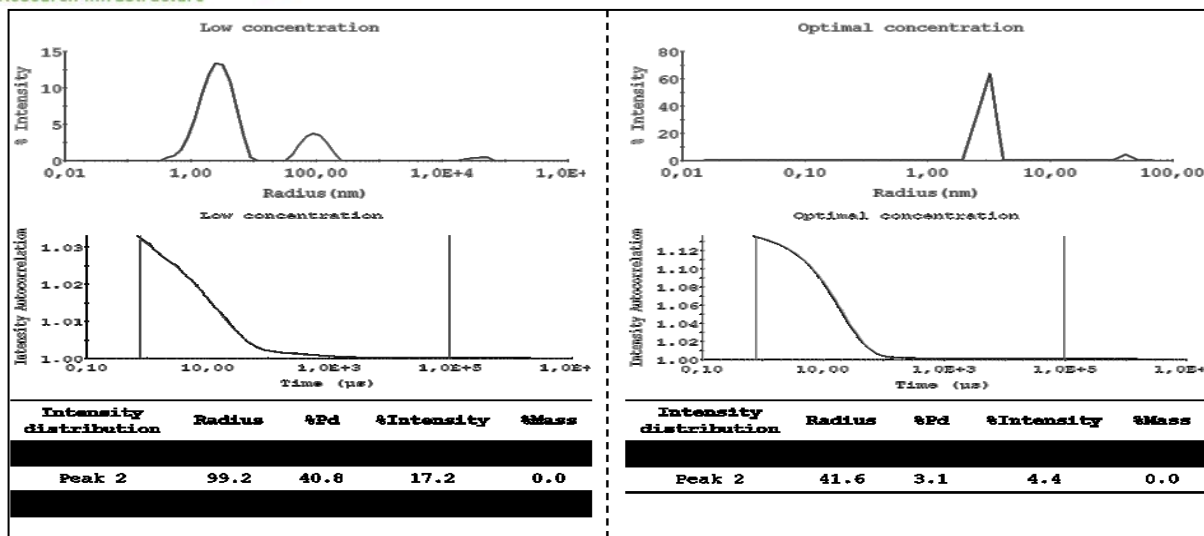 Low concentration
15
10
5
0
% Intensity
0,01 1,00 100,00 1,0E+4 1,0E+
Radius(nm)
Low concentration
1.03
1.02
1.01
1.00
Intensity Autocorrelation
0,10 10,00 1,0E+3 1,0E+5 1,0E+
Time (µs)
Intensity distribution Radius %Pd %Intensity %Mass
Peak 2 99.2 40.8 17.2 0.0
Optimal concentration
80
60
40
20
0
% Intensity
0,01 0,10 1,00 10,00 100,00
Radius(nm)
Optimal concentration
1.12
1.10
1.08
1.06
1.04
1.02
1.00
Intensity Autocorrelation
0,10 10,00 1,0E+3 1,0E+5 1,0E+
Time (µs)
Intensity distribution Radius %Pd %Intensity %Mass
Peak 2 41.6 3.1 4.4 0.0